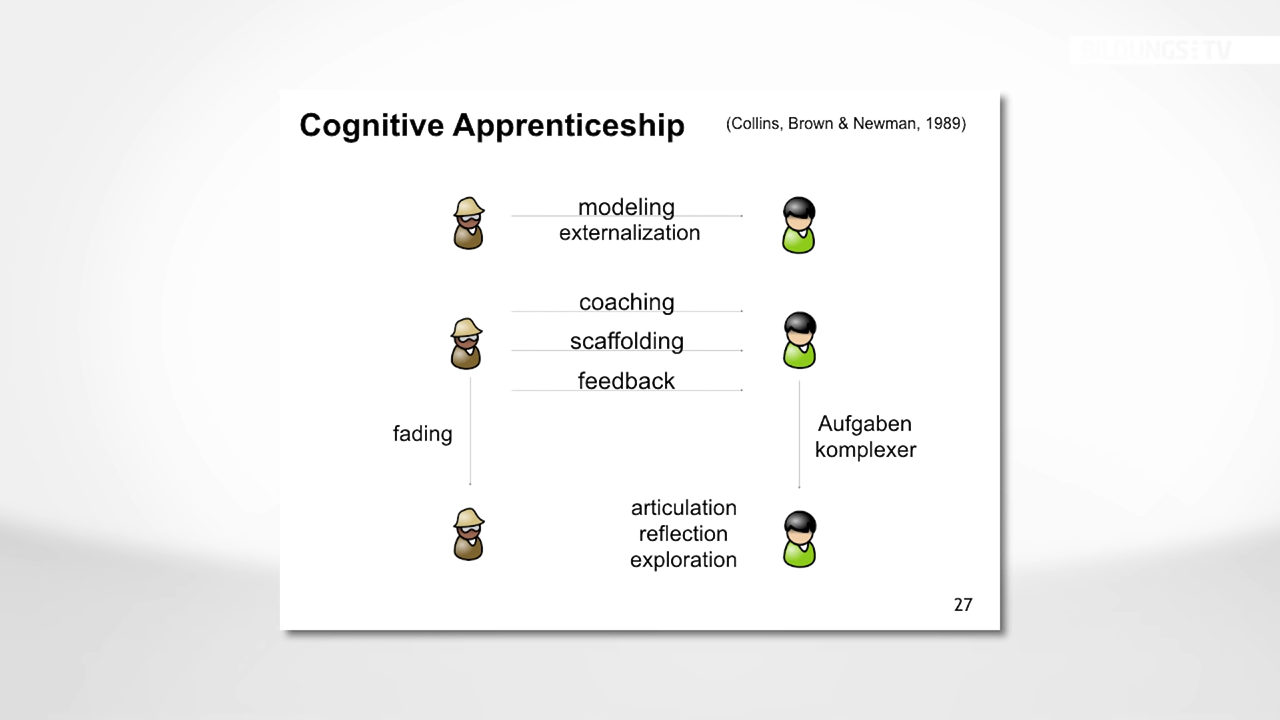 BILDUNGS TV
Cognitive Apprenticeship
(Collins, Brown & Newman, 1989)
modeling
externalization
coaching
scaffolding
feedback
fading
Aufgaben
komplexer
articulation
reflection
exploration
27